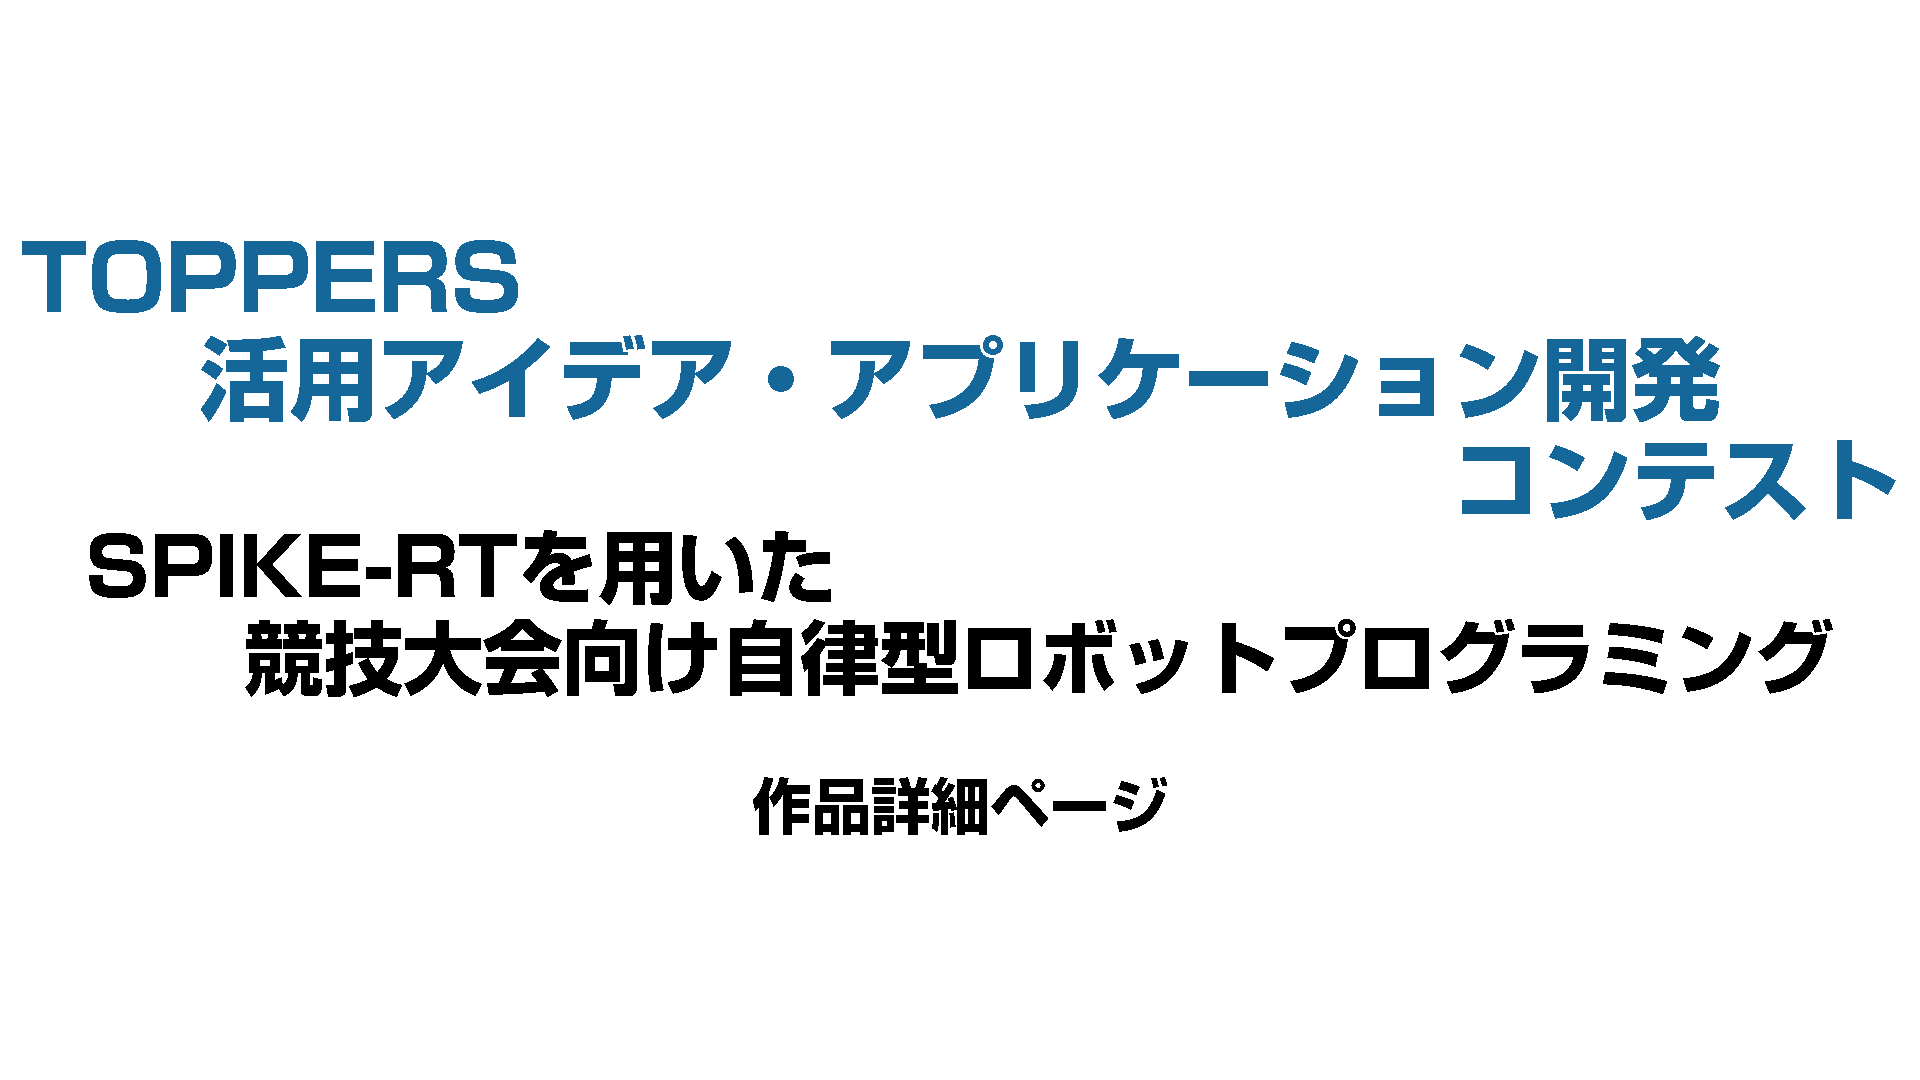 TOPPERS
活用アイデア・アプリケーション開発
コンテスト
SPIKE-RTを用いた
競技大会向け自律型ロボットプログラミング
作品詳細ページ